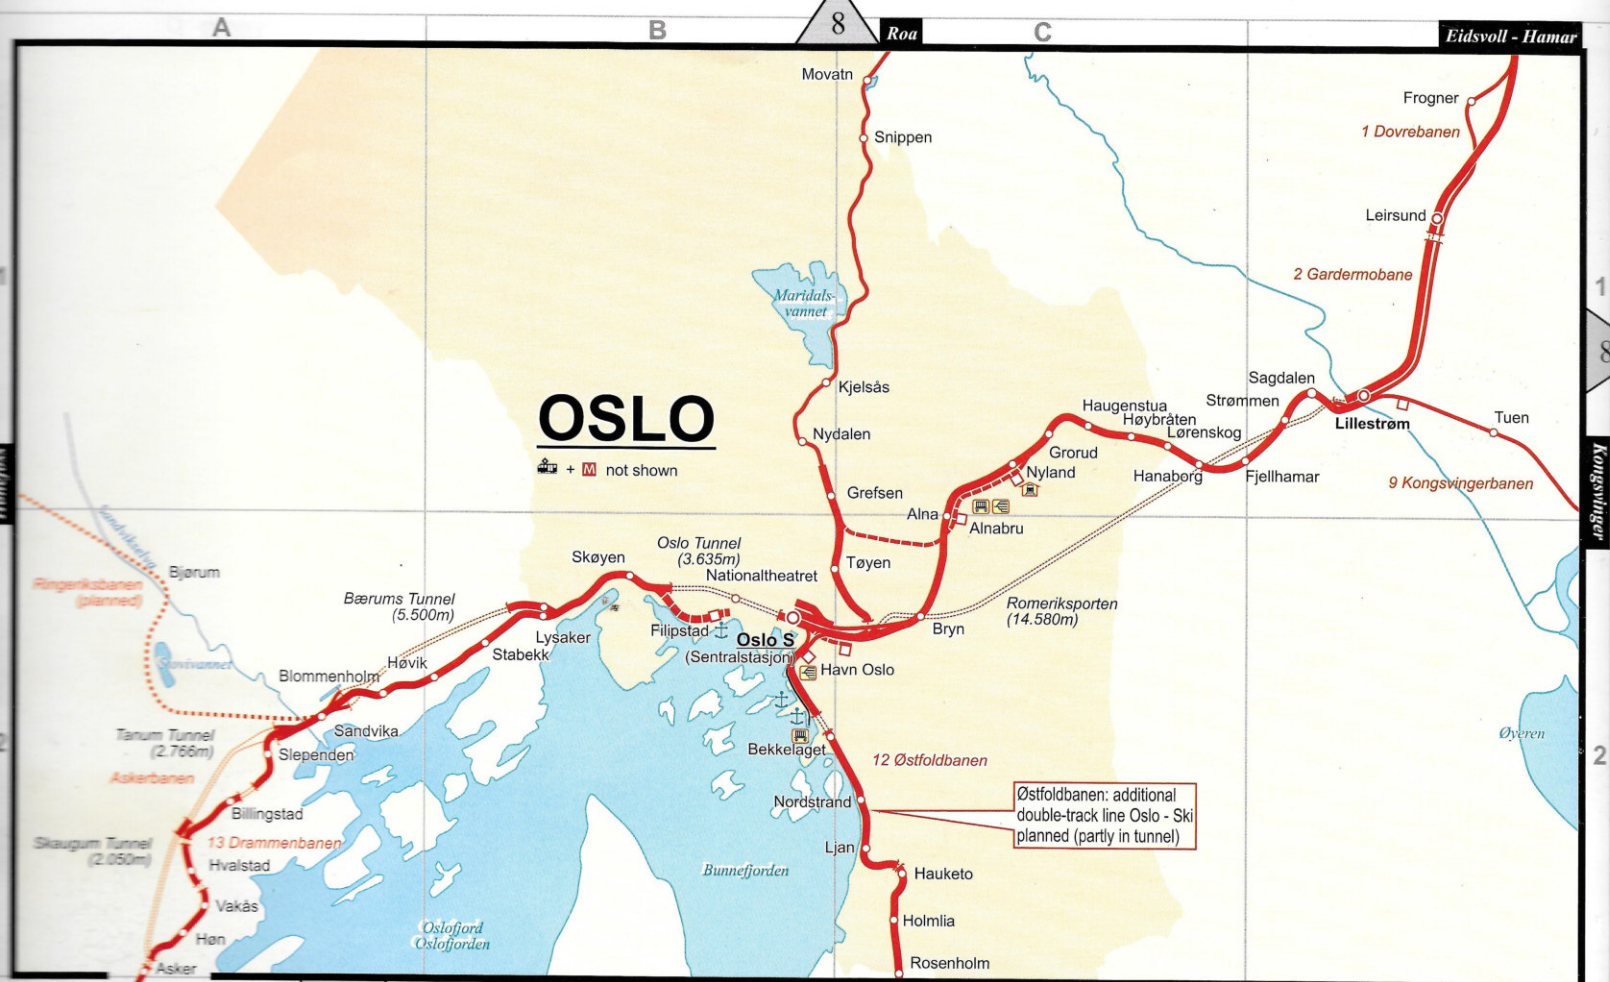 A
B
8
Roa
C
Eidsvoll - Hamar
Movatn
Frogner
1 Dovrebanen
Snippen
Leirsund
2 Gardermobane
1
1
Maridals-
vannet
8
Kjelsås
Sagdalen
Strømmen
OSLO
Haugenstua
Høybråten
Lørenskog
Lillestrøm
Tuen
Nydalen
+ M not shown
Grorud
Nyland
Hanaborg
Fjellhamar
9 Kongsvingerbanen
Kongsvinger
Grefsen
Alna
Alnabru
Sandvikselva
Oslo Tunnel
(3.635m)
Skøyen
Tøyen
Nationaltheatret
Bjørum
Ringeriksbanen
(planned)
Bærums Tunnel
(5.500m)
Romeriksporten
(14.580m)
Filipstad
Bryn
Lysaker
Oslo S
(Sentralstasjon)
Stabekk
Høvik
Havn Oslo
Blommenholm
Sandvika
Tanum Tunnel
(2.766m)
Slependen
Askerbanen
Bekkelaget
12 Østfoldbanen
Øyeren
2
2
Billingstad
Nordstrand
Østfoldbanen: additional
double-track line Oslo - Ski
planned (partly in tunnel)
Skaugum Tunnel
(2.050m)
13 Drammenbanen
Ljan
Hvalstad
Bunnefjorden
Hauketo
Vakås
Holmlia
Oslofjord
Oslofjorden
Høn
Asker
Rosenholm